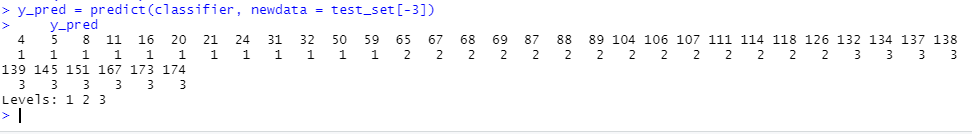 > y_pred = predict(classifier, newdata = test_set[-3])
>     y_pred
  4   5   8  11  16  20  21  24  31  32  50  59  65  67  68  69  87  88  89 104 106 107 111 114 118 126 132 134 137 138
  1   1   1   1   1   1   1   1   1   1   1   1   2   2   2   2   2   2   2   2   2   2   2   2   2   2   3   3   3   3
139 145 151 167 173 174
  3   3   3   3   3   3
Levels: 1 2 3
>